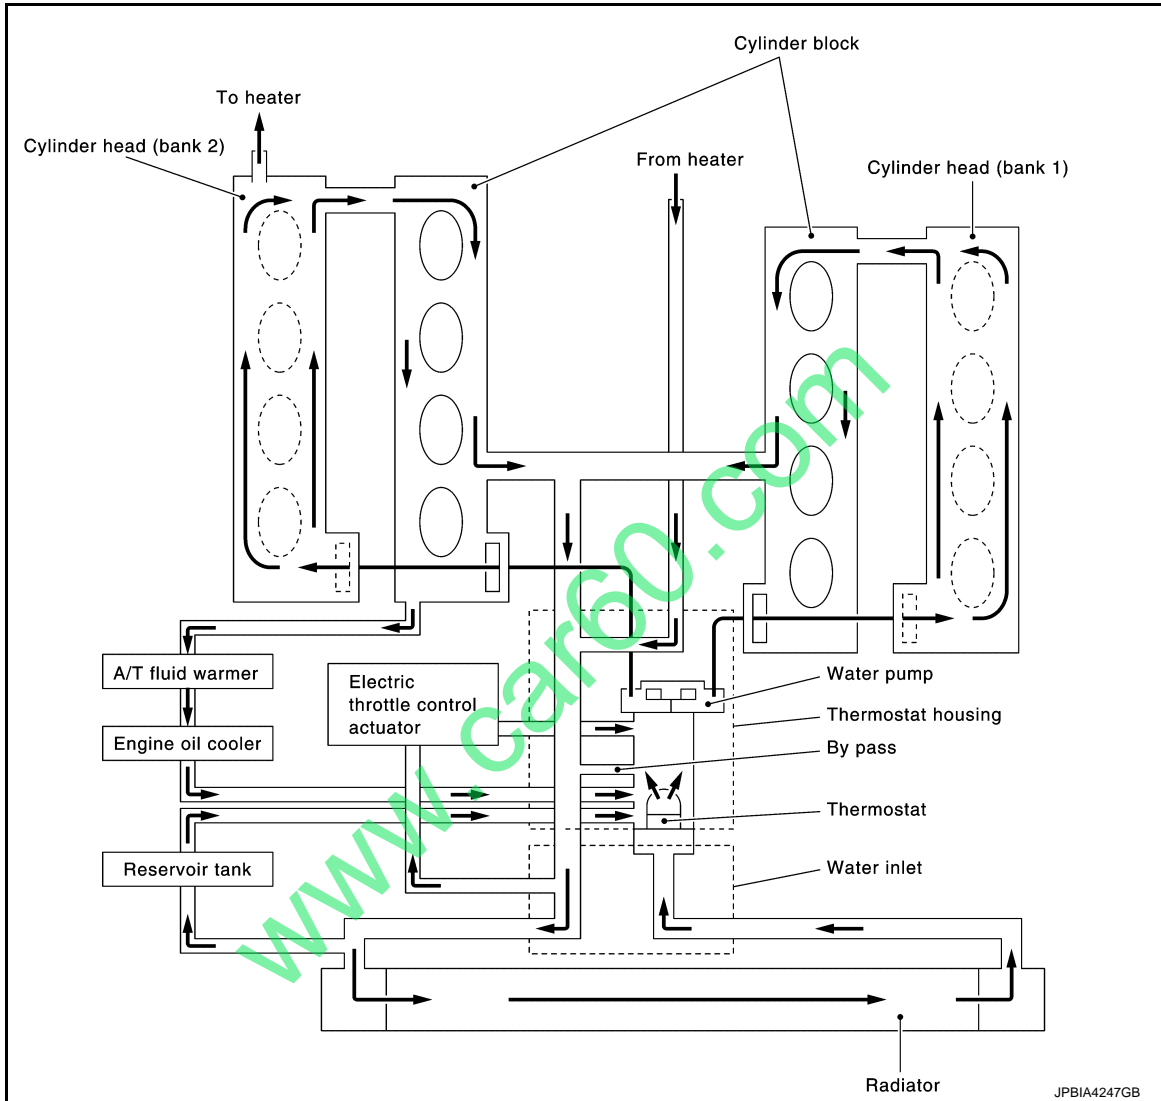 Cylinder block
To heater
Cylinder head (bank 2)
From heater
Cylinder head (bank 1)
A/T fluid warmer
Electric
throttle control
actuator
Water pump
Thermostat housing
Engine oil cooler
By pass
Thermostat
Reservoir tank
Water inlet
Radiator
JPBIA4247GB
www.car60.com